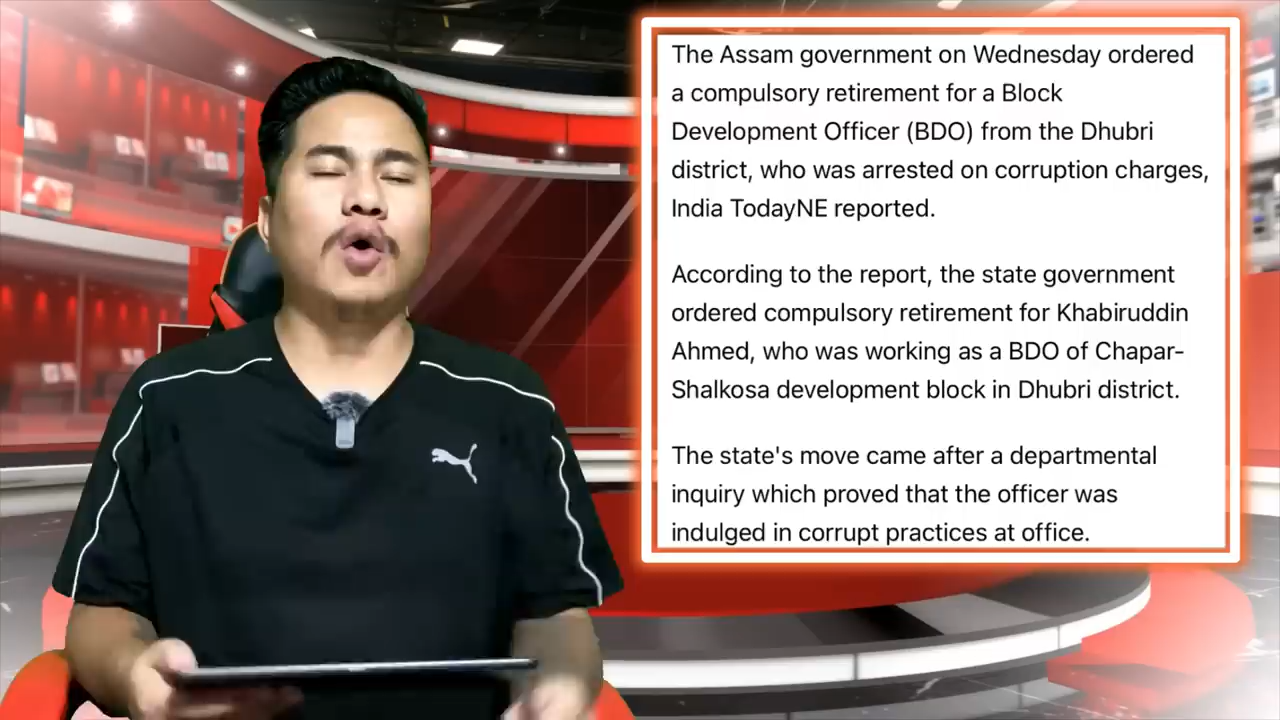 The Assam government on Wednesday ordered
a compulsory retirement for a Block
Development Officer (BDO) from the Dhubri
district, who was arrested on corruption charges,
India TodayNE reported.
According to the report, the state government
ordered compulsory retirement for Khabiruddin
Ahmed, who was working as a BDO of Chapar-
Shalkosa development block in Dhubri district.
The state's move came after a departmental
inquiry which proved that the officer was
indulged in corrupt practices at office.